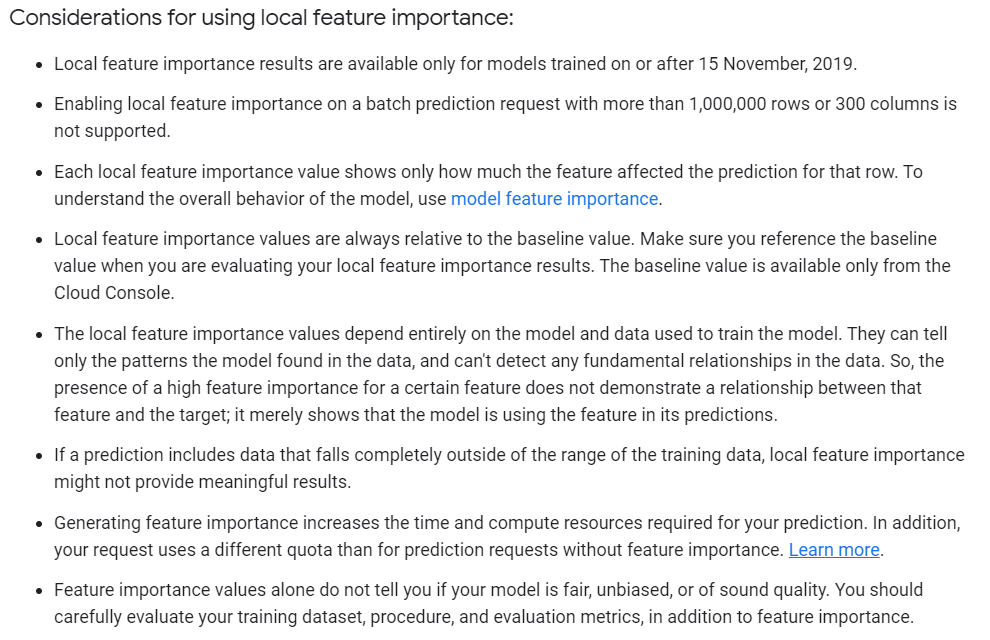 Considerations for using local feature importance:
• Local feature importance results are available only for models trained on or after 15 November, 2019.
• Enabling local feature importance on a batch prediction request with more than 1,000,000 rows or 300 columns is
not supported.
• Each local feature importance value shows only how much the feature affected the prediction for that row. To
understand the overall behavior of the model, use model feature importance.
• Local feature importance values are always relative to the baseline value. Make sure you reference the baseline
value when you are evaluating your local feature importance results. The baseline value is available only from the
Cloud Console.
• The local feature importance values depend entirely on the model and data used to train the model. They can tell
only the patterns the model found in the data, and can't detect any fundamental relationships in the data. So, the
presence of a high feature importance for a certain feature does not demonstrate a relationship between that
feature and the target; it merely shows that the model is using the feature in its predictions.
• If a prediction includes data that falls completely outside of the range of the training data, local feature importance
might not provide meaningful results.
• Generating feature importance increases the time and compute resources required for your prediction. In addition,
your request uses a different quota than for prediction requests without feature importance. Learn more.
• Feature importance values alone do not tell you if your model is fair, unbiased, or of sound quality. You should
carefully evaluate your training dataset, procedure, and evaluation metrics, in addition to feature importance.